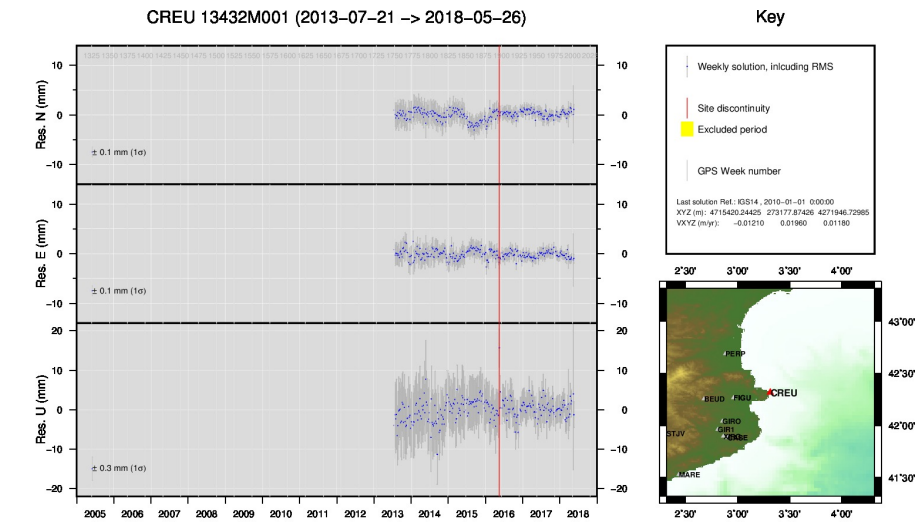 CREU 13432M001 (2013−07−21 −> 2018−05−26)
Key
Res. N (mm)
10
0
−10
± 0.1 mm (1σ)
10
0
−10
Res. E (mm)
10
0
−10
± 0.1 mm (1σ)
10
0
−10
Res. U (mm)
20
10
0
−10
−20
± 0.3 mm (1σ)
20
10
0
−10
−20
2005 2006 2007 2008 2009 2010 2011 2012 2013 2014 2015 2016 2017 2018
Weekly solution, inlcuding RMS
Site discontinuity
Excluded period
GPS Week number
Last solution Ref.: IGS14 , 2010−01−01 0:00:00
XYZ (m): 4715420.24425 273177.87426 4271946.72985
VXYZ (m/yr): −0.01210 0.01960 0.01180
2˚30' 3˚00' 3˚30' 4˚00'
43˚00'
42˚30'
42˚00'
41˚30'
PERP
CREU
BEUD FIGU
GIRO
GIR1
STJV
MARE
2˚30' 3˚00' 3˚30' 4˚00'